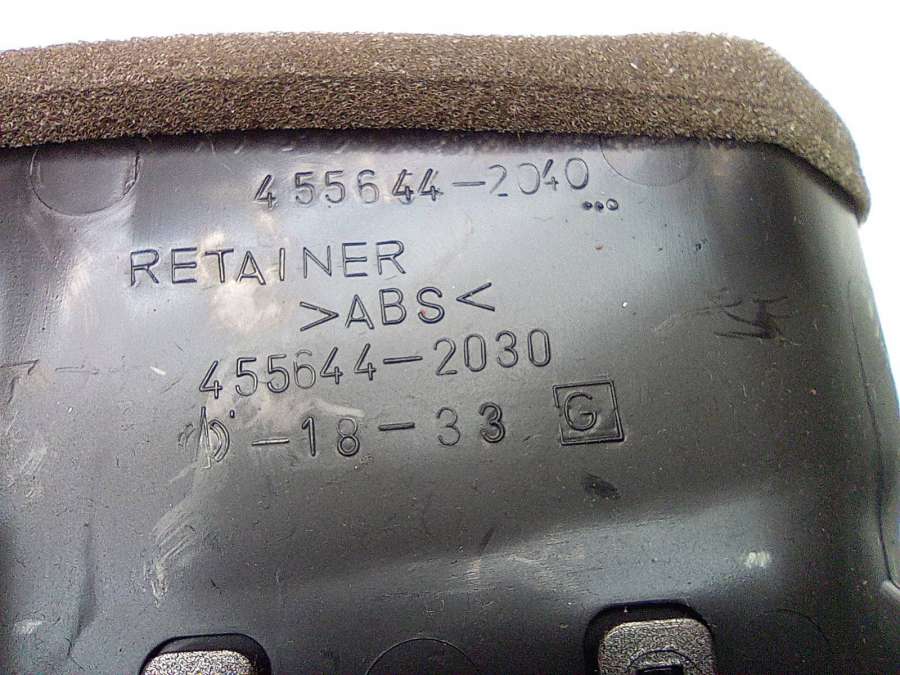 455644-2040
RETAINER
>ABS<
455644-2030
-18-33 G